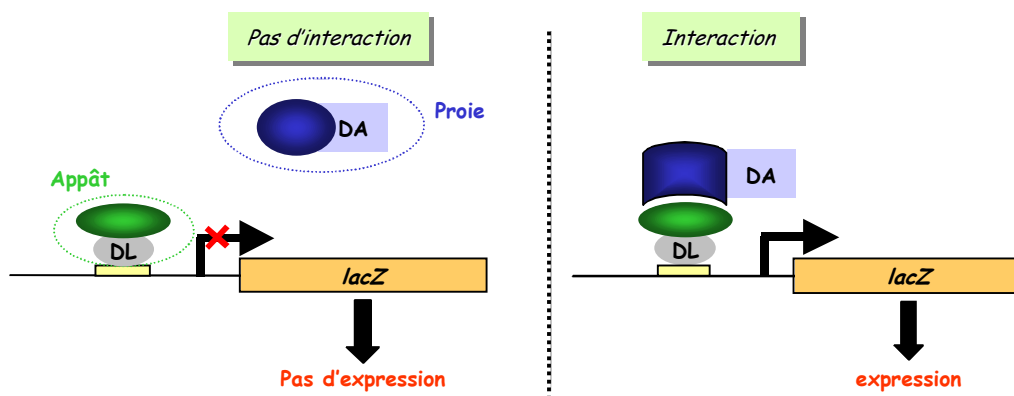 Pas d'interaction
Interaction
DA
Proie
Appât
DL
lacZ
Pas d'expression
DA
DL
lacZ
expression